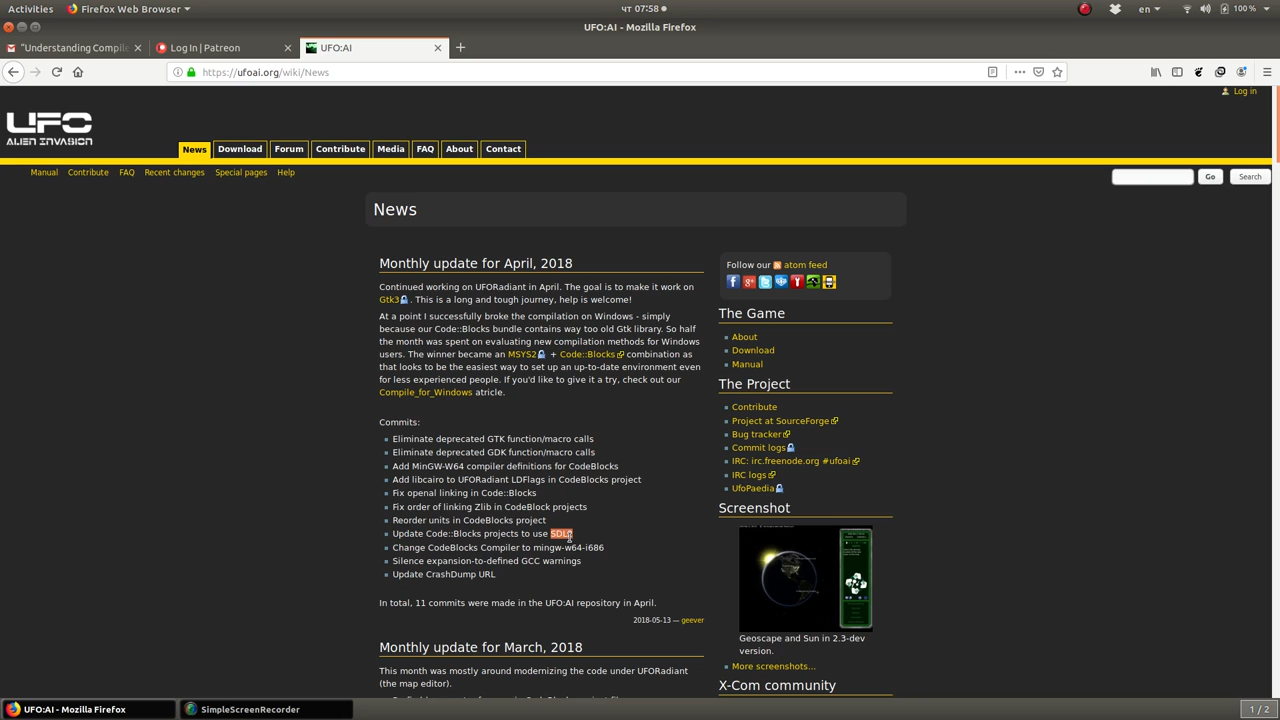 Activities Firefox Web Browser чт 07:58 en 100 %
UFO:AI - Mozilla Firefox
"Understanding Compile Log In | Patreon UFO:AI
https://ufoai.org/wiki/News
Log in
UFO
ALIEN INVASION
News Download Forum Contribute Media FAQ About Contact
Manual Contribute FAQ Recent changes Special pages Help
Go Search
News
Monthly update for April, 2018
Continued working on UFORadiant in April. The goal is to make it work on
Gtk3. This is a long and tough journey, help is welcome!
At a point I successfully broke the compilation on Windows - simply
because our Code::Blocks bundle contains way too old Gtk library. So half
the month was spent on evaluating new compilation methods for Windows
users. The winner became an MSYS2 + Code::Blocks combination as
that looks to be the easiest way to set up an up-to-date environment even
for less experienced people. If you'd like to give it a try, check out our
Compile_for_Windows atricle.
Commits:
Eliminate deprecated GTK function/macro calls
Eliminate deprecated GDK function/macro calls
Add MinGW-W64 compiler definitions for CodeBlocks
Add libcairo to UFORadiant LDFlags in CodeBlocks project
Fix openal linking in Code::Blocks
Fix order of linking Zlib in CodeBlock projects
Reorder units in CodeBlocks project
Update Code::Blocks projects to use SDL2
Change CodeBlocks Compiler to mingw-w64-i686
Silence expansion-to-defined GCC warnings
Update CrashDump URL
In total, 11 commits were made in the UFO:AI repository in April.
2018-05-13 — geever
Monthly update for March, 2018
This month was mostly around modernizing the code under UFORadiant
(the map editor).
Follow our atom feed
The Game
About
Download
Manual
The Project
Contribute
Project at SourceForge
Bug tracker
Commit logs
IRC: irc.freenode.org #ufoai
IRC logs
UfoPaedia
Screenshot
Geoscape and Sun in 2.3-dev
version.
More screenshots...
X-Com community
UFO:AI - Mozilla Firefox SimpleScreenRecorder 1 / 2